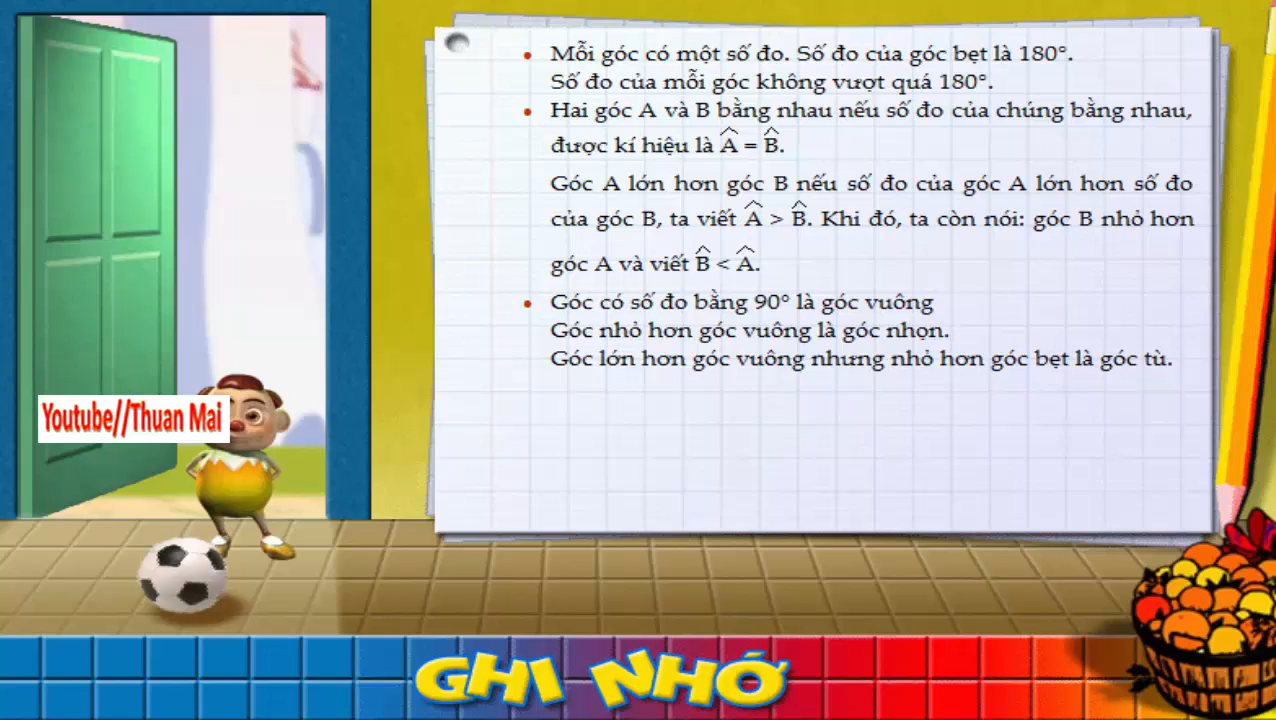 • Mỗi góc có một số đo. Số đo của góc bẹt là 180°.
Số đo của mỗi góc không vượt quá 180°.
• Hai góc A và B bằng nhau nếu số đo của chúng bằng nhau,
được kí hiệu là Â = B̂.
Góc A lớn hơn góc B nếu số đo của góc A lớn hơn số đo
của góc B, ta viết Â > B̂. Khi đó, ta còn nói: góc B nhỏ hơn
góc A và viết B̂ < Â.
• Góc có số đo bằng 90° là góc vuông
Góc nhỏ hơn góc vuông là góc nhọn.
Góc lớn hơn góc vuông nhưng nhỏ hơn góc bẹt là góc tù.
Youtube//Thuan Mai
GHI NHỚ